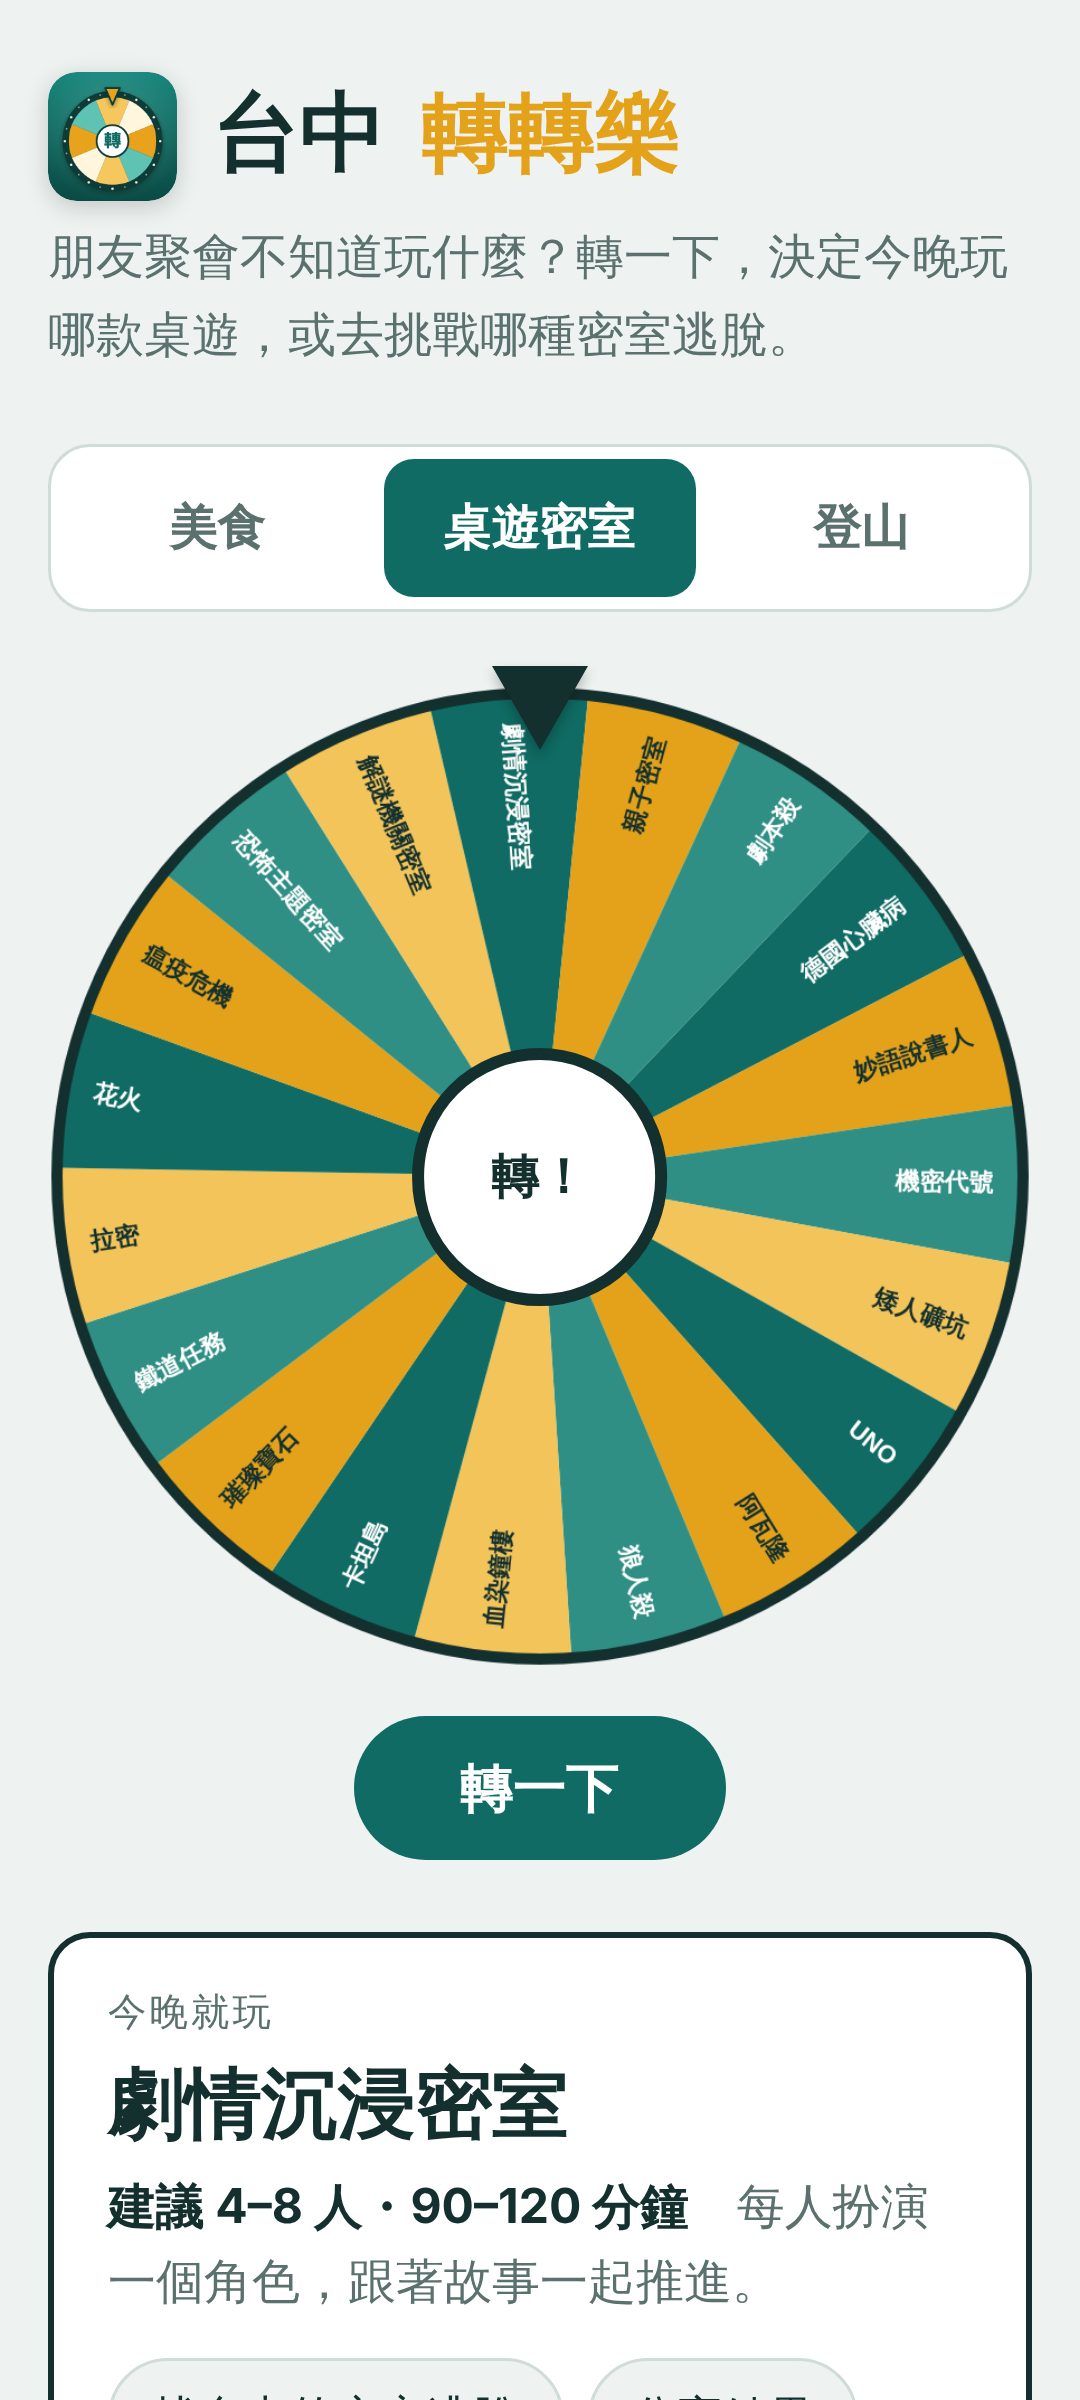 轉
台中 轉轉樂
朋友聚會不知道玩什麼？轉一下，決定今晚玩
哪款桌遊，或去挑戰哪種密室逃脫。
美食
桌遊密室
登山
劇情沉浸密室
親子密室
劇本殺
德國心臟病
妙語說書人
機密代號
矮人礦坑
UNO
阿瓦隆
狼人殺
血染鐘樓
卡坦島
璀璨寶石
鐵道任務
拉密
花火
瘟疫危機
恐怖主題密室
解謎機關密室
轉！
轉一下
今晚就玩
劇情沉浸密室
建議 4–8 人・90–120 分鐘 每人扮演
一個角色，跟著故事一起推進。